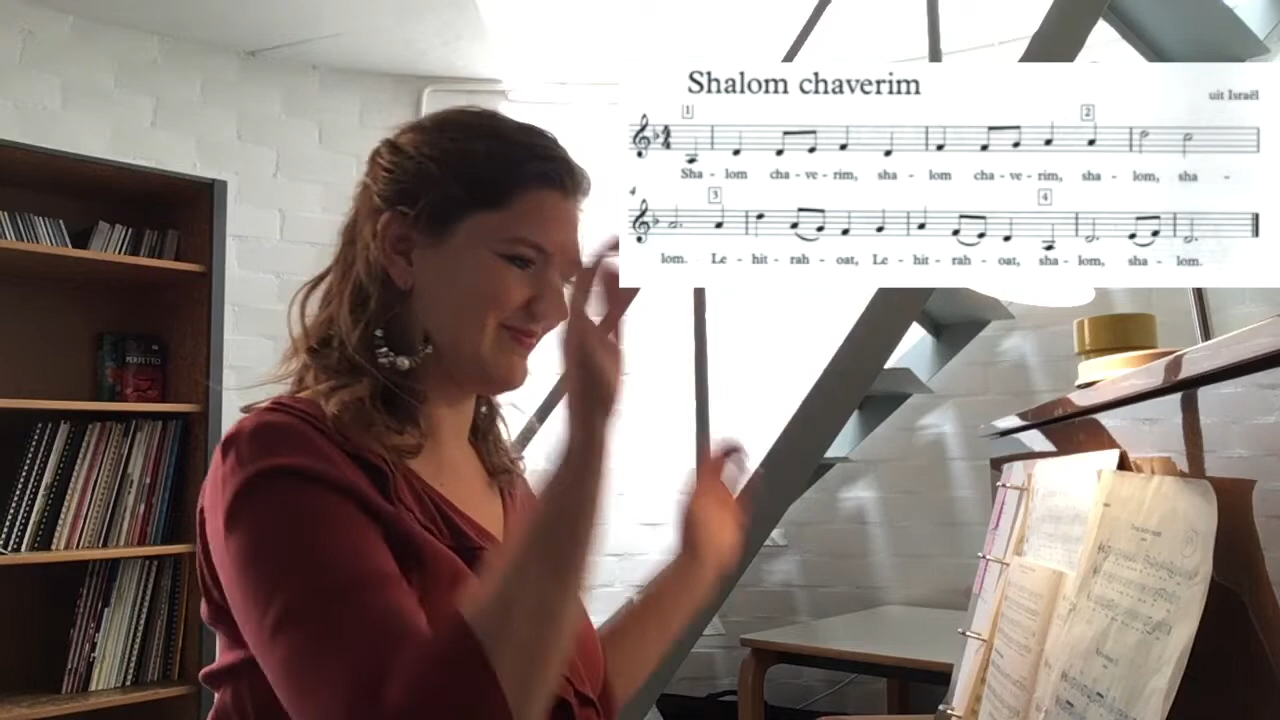 Shalom chaverim
uit Israël
1
2
Sha - lom cha - ve - rim, sha - lom cha - ve - rim, sha - lom, sha -
4
3
4
lom. Le - hit - rah - oat, Le - hit - rah - oat, sha - lom, sha - lom.
PERFETTO